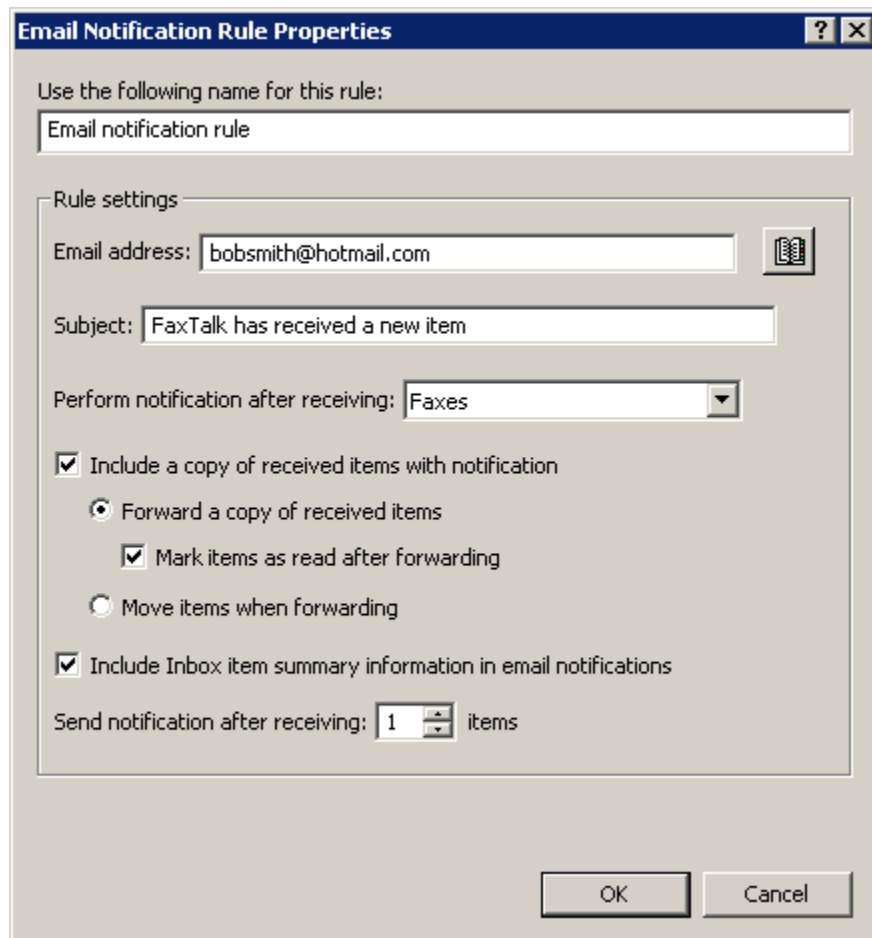 Email Notification Rule Properties
Use the following name for this rule:
Email notification rule
Rule settings
Email address: bobsmith@hotmail.com
Subject: FaxTalk has received a new item
Perform notification after receiving: Faxes
Include a copy of received items with notification
Forward a copy of received items
Mark items as read after forwarding
Move items when forwarding
Include Inbox item summary information in email notifications
Send notification after receiving: 1 items
OK Cancel